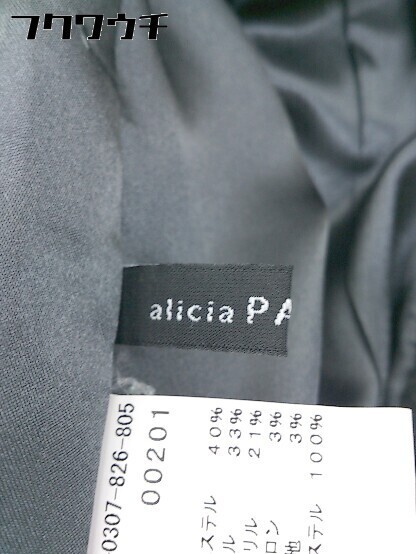 フクワウチ
alicia PA
0307-826-805
00201
ステル 40%
ル 33%
リル 21%
ロン 3%
地 3%
ステル 100%